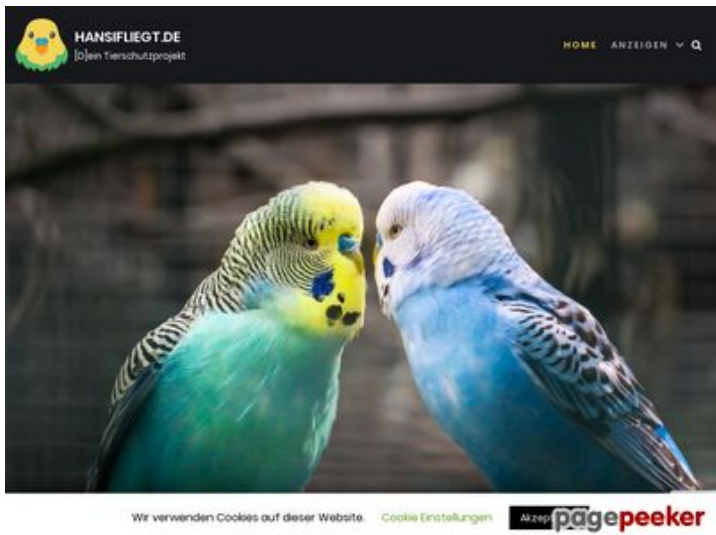 HANSIFLIEGT.DE
[D]ein Tierschutzprojekt
HOME ANZEIGEN
Wir verwenden Cookies auf dieser Website. Cookie Einstellungen
pagepeeker